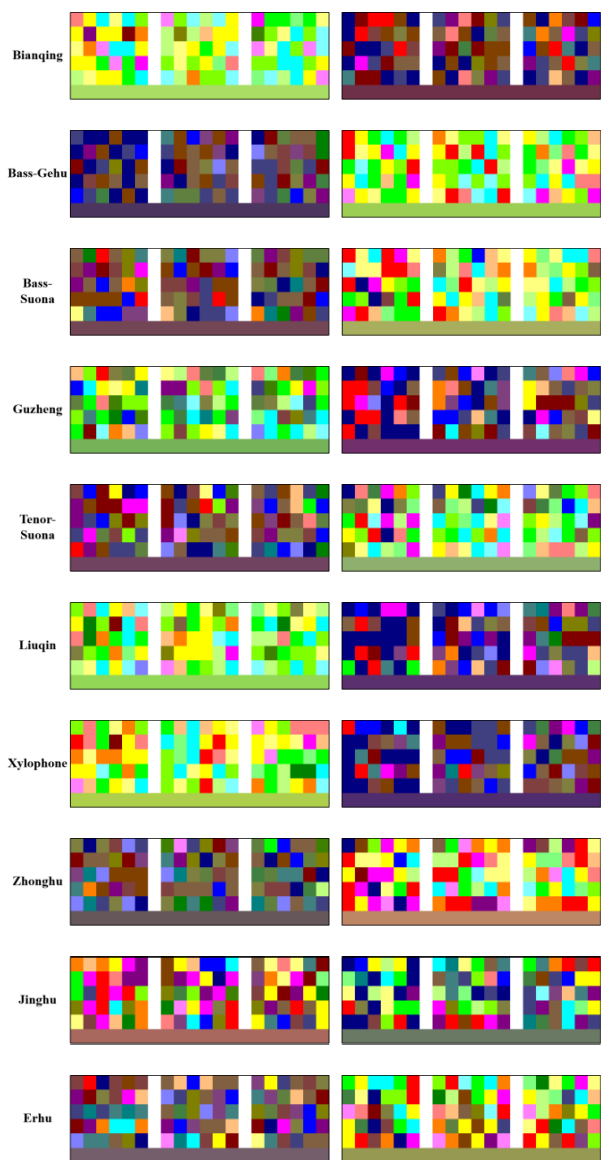 Bianqing
Bass-Gehu
Bass-
Suona
Guzheng
Tenor-
Suona
Liuqin
Xylophone
Zhonghu
Jinghu
Erhu